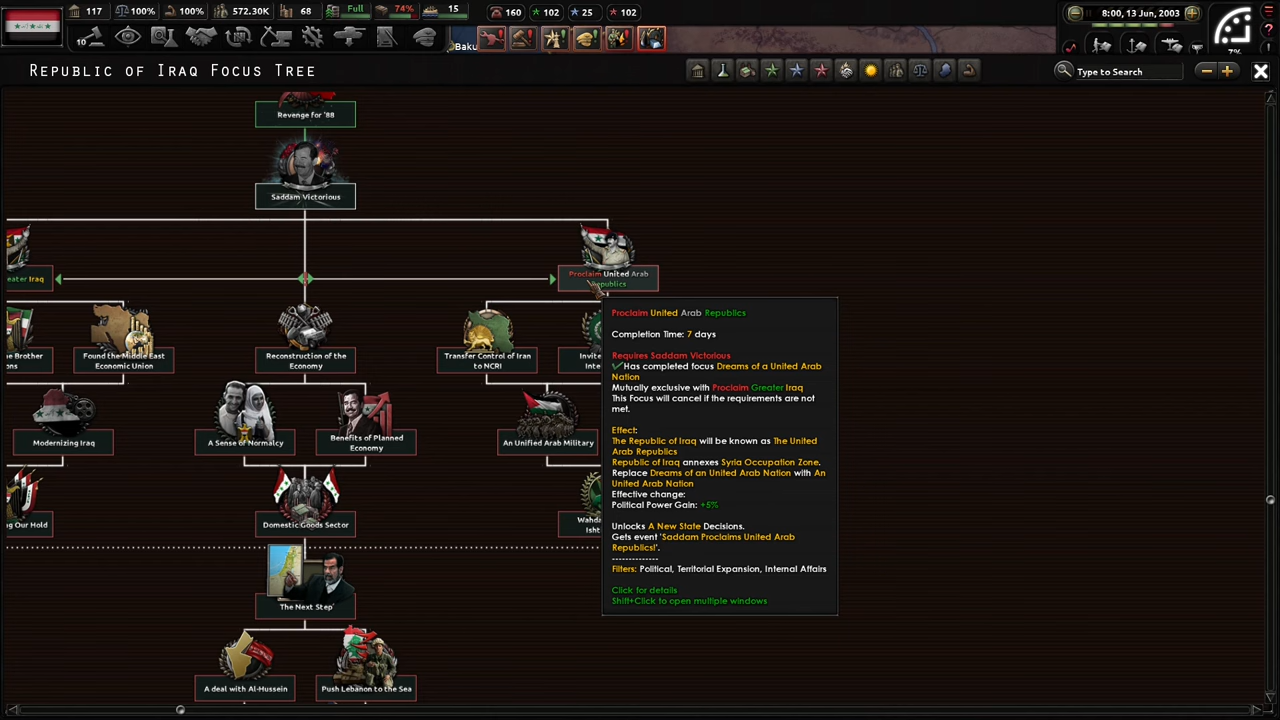 117 100% 100% 572.30K 68 Full 74% 15 160 102 25 102 8:00, 13 Jun, 2003
10 Baku 7%
Republic of Iraq Focus Tree Type to Search
Revenge for '88
Saddam Victorious
eater Iraq
Proclaim United Arab
Republics
Found the Middle East
Economic Union
Reconstruction of the
Economy
Transfer Control of Iran
to NCRI
Modernizing Iraq
A Sense of Normalcy
Benefits of Planned
Economy
An Unified Arab Military
Domestic Goods Sector
The Next Step'
A deal with Al-Hussein
Push Lebanon to the Sea
Proclaim United Arab Republics
Completion Time: 7 days
Requires Saddam Victorious
Has completed focus Dreams of a United Arab
Nation
Mutually exclusive with Proclaim Greater Iraq
This Focus will cancel if the requirements are not
met.
Effect:
The Republic of Iraq will be known as The United
Arab Republics
Republic of Iraq annexes Syria Occupation Zone.
Replace Dreams of an United Arab Nation with An
United Arab Nation
Effective change:
Political Power Gain: +5%
Unlocks A New State Decisions.
Gets event 'Saddam Proclaims United Arab
Republics!'.
--------------
Filters: Political, Territorial Expansion, Internal Affairs
Click for details
Shift+Click to open multiple windows